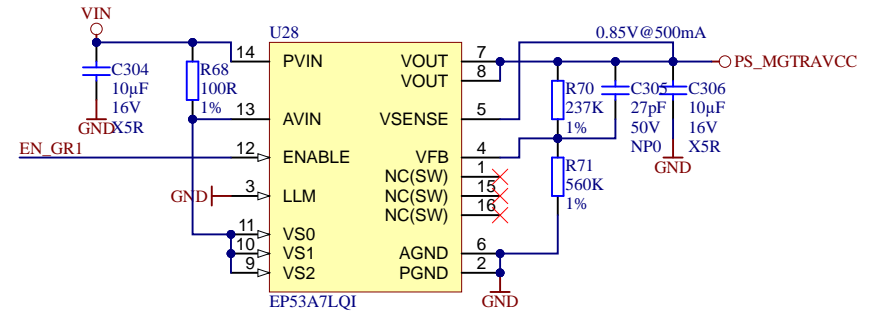 VIN
U28
0.85V@500mA
14
PVIN
VOUT
7
VOUT
8
PS_MGTRAVCC
C304
10µF
16V
X5R
GND
R68
100R
1%
13
AVIN
VSENSE
5
R70
237K
1%
C305
27pF
50V
NP0
C306
10µF
16V
X5R
GND
EN_GR1
12
ENABLE
VFB
4
NC(SW)
1
R71
560K
1%
GND
3
LLM
NC(SW)
15
NC(SW)
16
11
VS0
10
VS1
9
VS2
AGND
6
PGND
2
GND
EP53A7LQI